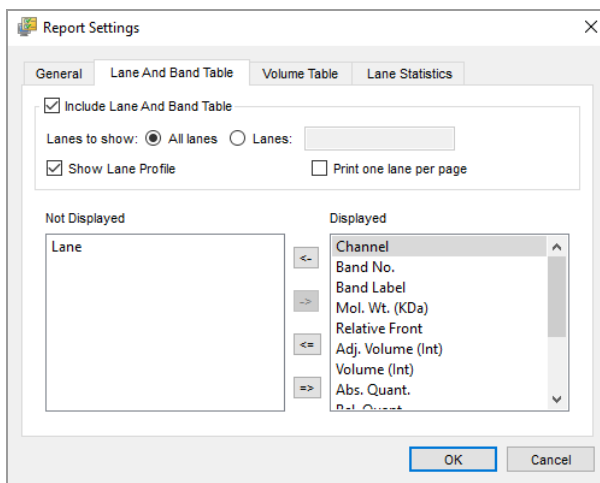 Report Settings
General Lane And Band Table Volume Table Lane Statistics
Include Lane And Band Table
Lanes to show: All lanes Lanes:
Show Lane Profile Print one lane per page
Not Displayed Displayed
Lane
Channel
Band No.
Band Label
Mol. Wt. (KDa)
Relative Front
Adj. Volume (Int)
Volume (Int)
Abs. Quant.
Rel. Quant.
<-
->
<=
=>
OK Cancel